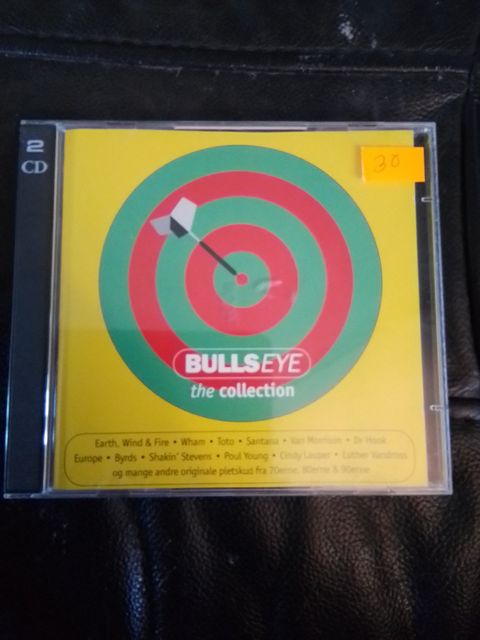 2
CD
30
BULLSEYE
the collection
Earth, Wind & Fire • Wham • Toto • Santana • Van Morrison • Dr Hook
Europe • Byrds • Shakin' Stevens • Poul Young • Cindy Lauper • Luther Vandross
og mange andre originale pletskud fra 70erne, 80erne & 90erne